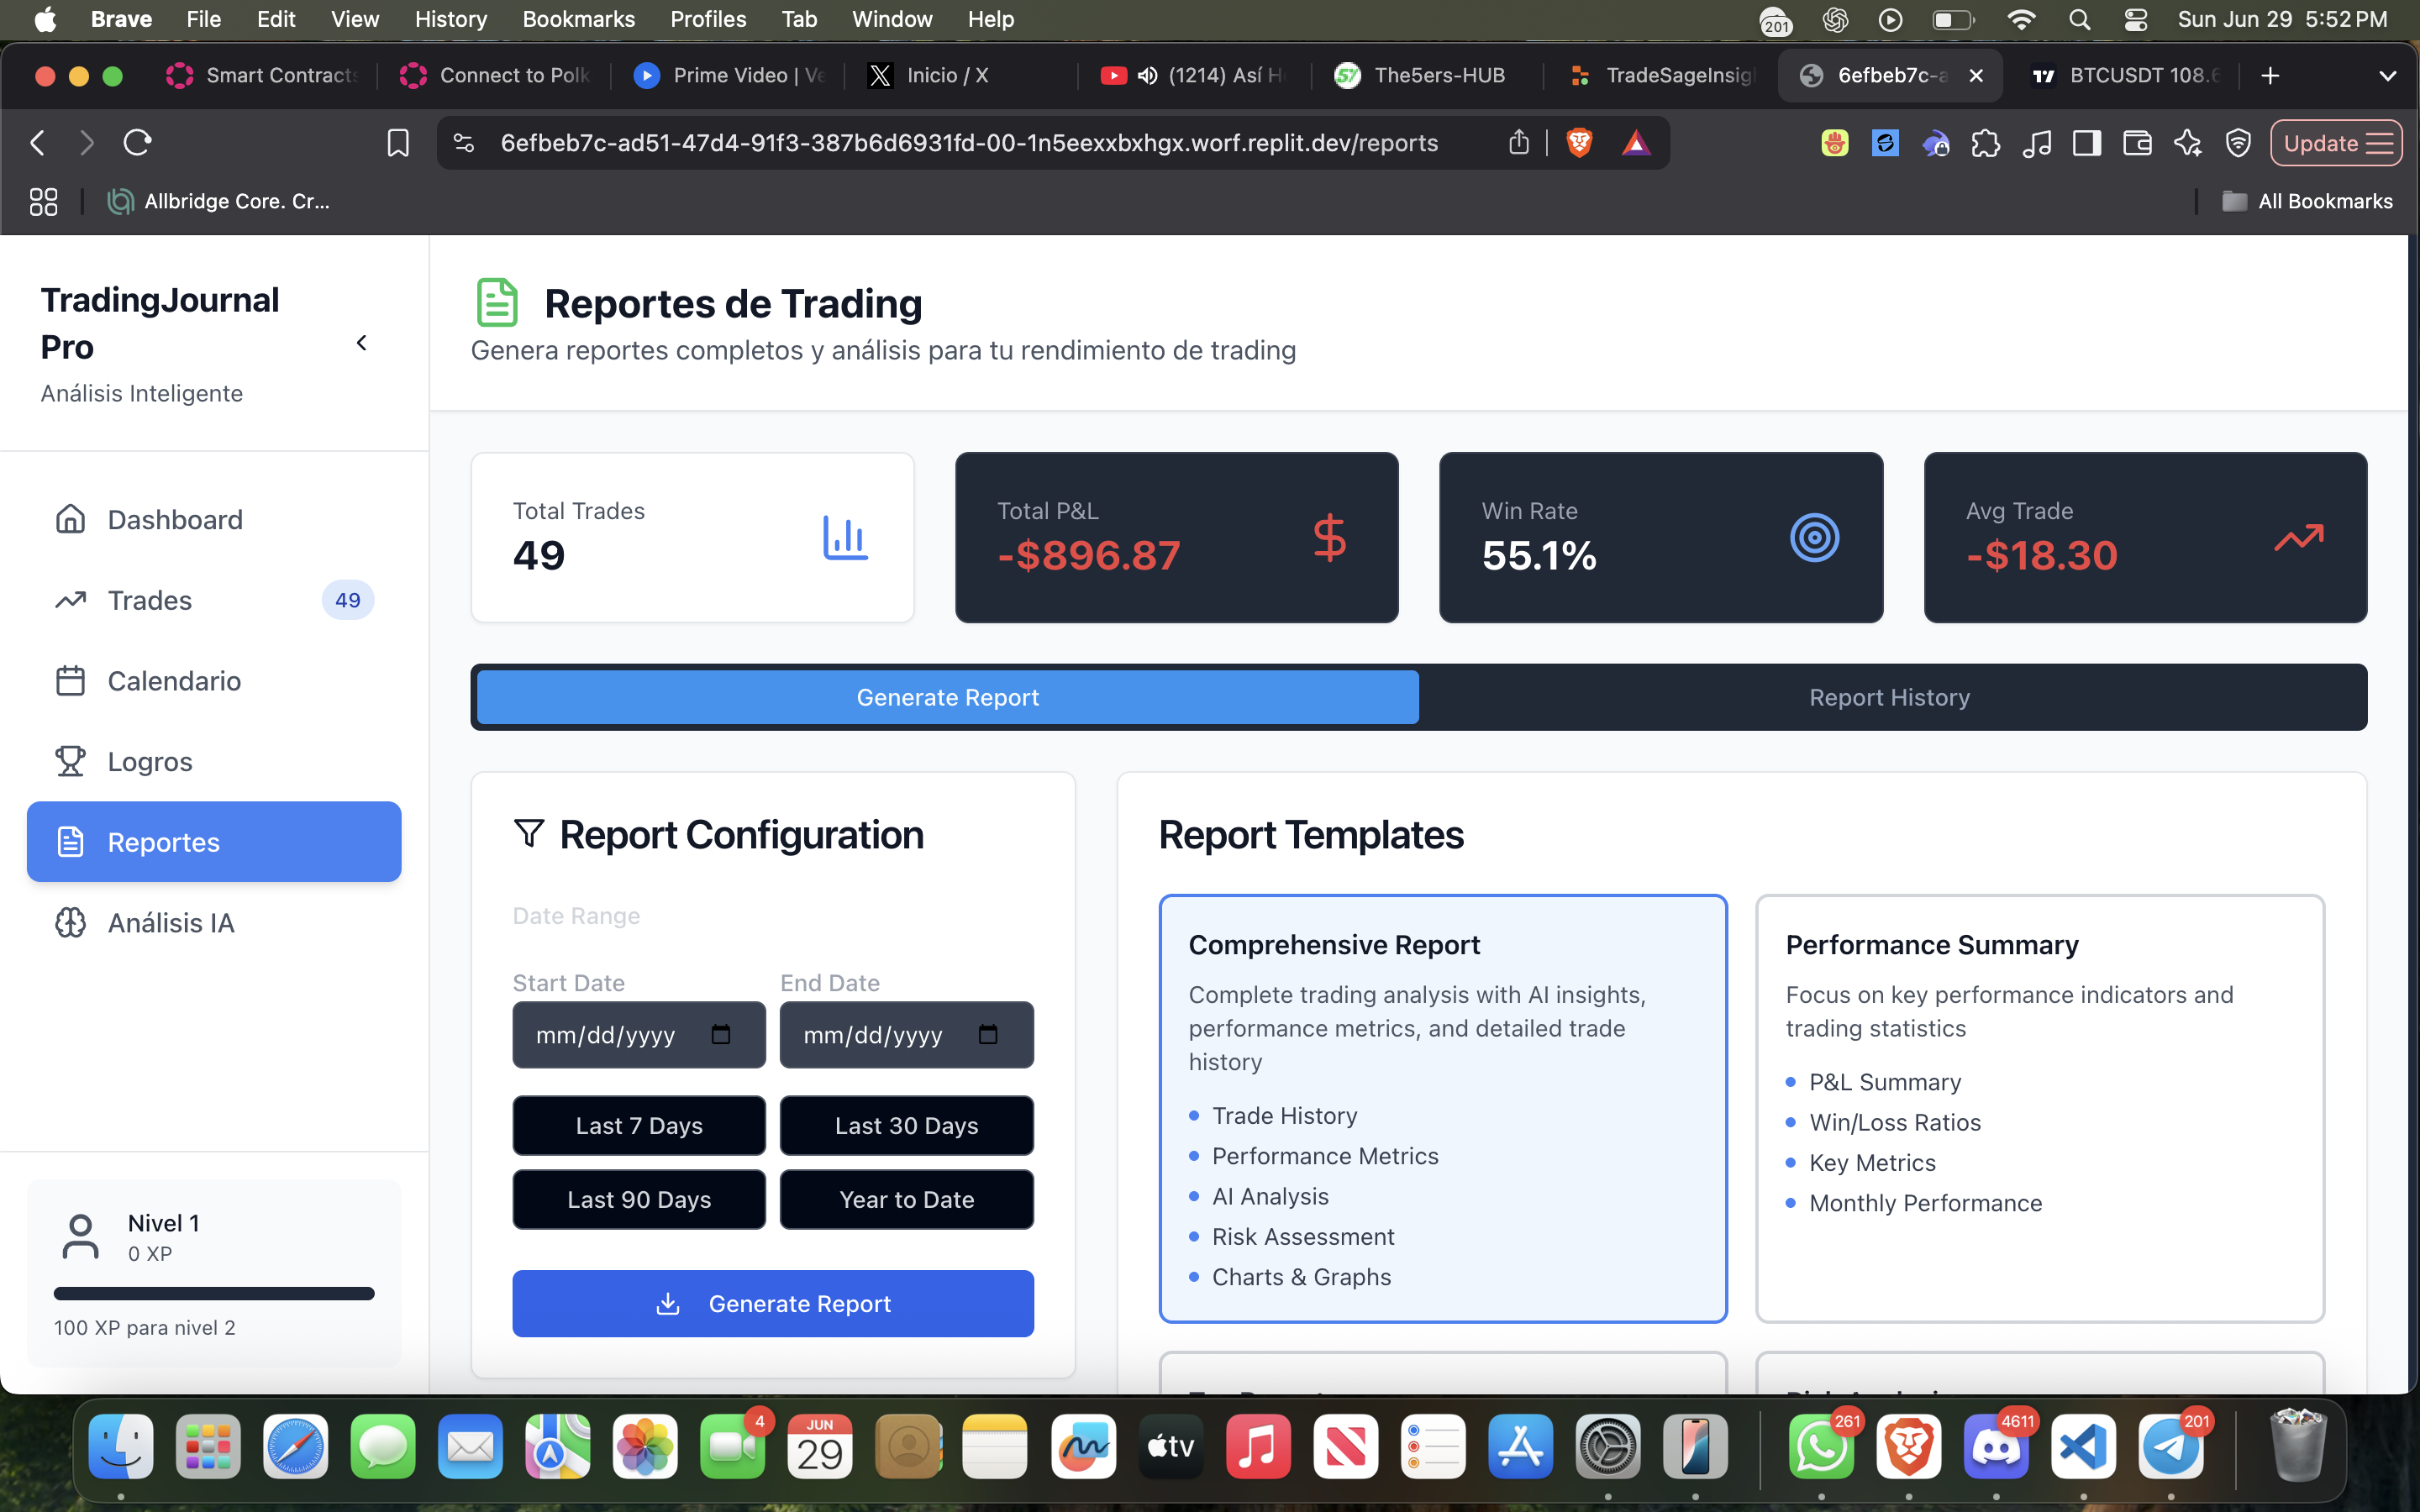 Brave File Edit View History Bookmarks Profiles Tab Window Help 201 Sun Jun 29 5:52 PM
Smart Contracts Connect to Polk Prime Video | Ve Inicio / X (1214) Así H The5ers-HUB TradeSageInsigh 6efbeb7c-a BTCUSDT 108.6
6efbeb7c-ad51-47d4-91f3-387b6d6931fd-00-1n5eexxbxhgx.worf.replit.dev/reports Update
Allbridge Core. Cr... All Bookmarks
TradingJournal
Pro
Análisis Inteligente
Dashboard
Trades 49
Calendario
Logros
Reportes
Análisis IA
Nivel 1
0 XP
100 XP para nivel 2
Reportes de Trading
Genera reportes completos y análisis para tu rendimiento de trading
Total Trades
49
Total P&L
-$896.87
Win Rate
55.1%
Avg Trade
-$18.30
Generate Report Report History
Report Configuration
Date Range
Start Date End Date
mm/dd/yyyy mm/dd/yyyy
Last 7 Days Last 30 Days
Last 90 Days Year to Date
Generate Report
Report Templates
Comprehensive Report
Complete trading analysis with AI insights,
performance metrics, and detailed trade
history
Trade History
Performance Metrics
AI Analysis
Risk Assessment
Charts & Graphs
Performance Summary
Focus on key performance indicators and
trading statistics
P&L Summary
Win/Loss Ratios
Key Metrics
Monthly Performance
4 JUN 29 tv 261 4611 201